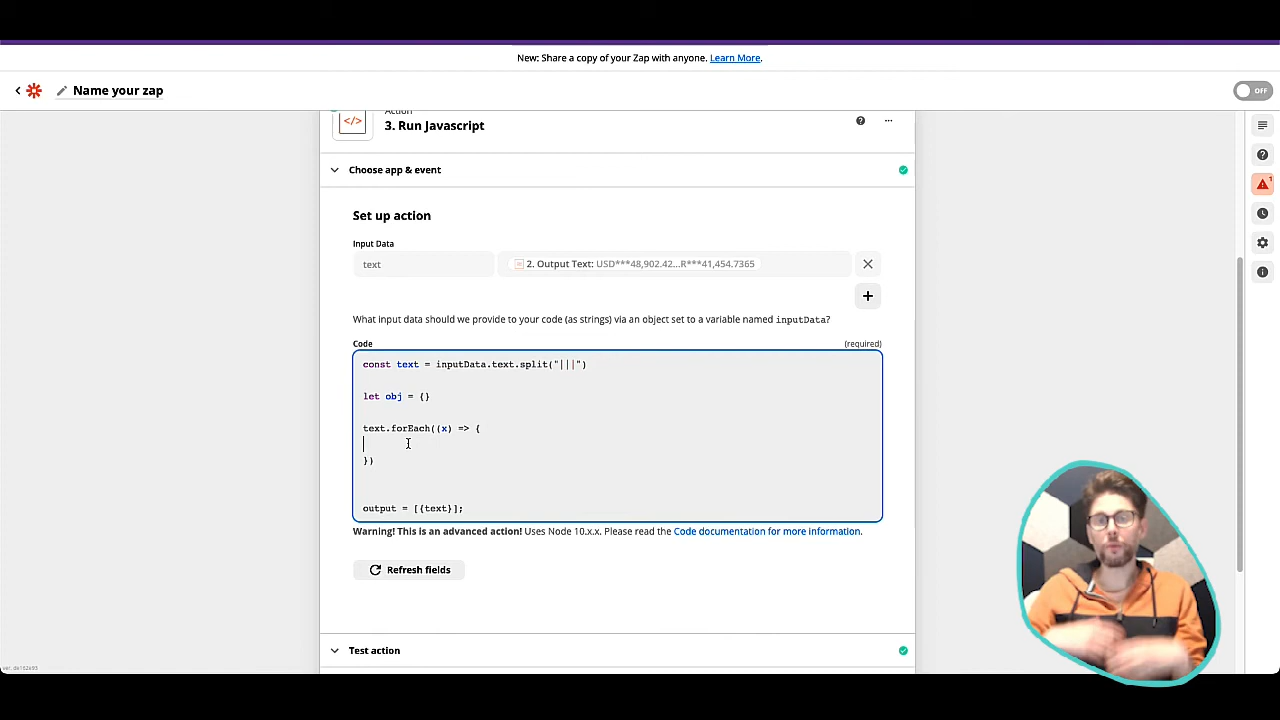 New: Share a copy of your Zap with anyone. Learn More.
Name your zap
OFF
Action
</>
3. Run Javascript
Choose app & event
Set up action
Input Data
text
2. Output Text: USD***48,902.42...R***41,454.7365
What input data should we provide to your code (as strings) via an object set to a variable named inputData?
Code
(required)
const text = inputData.text.split("|||")
let obj = {}
text.forEach((x) => {
})
output = [{text}];
Warning! This is an advanced action! Uses Node 10.x.x. Please read the Code documentation for more information.
Refresh fields
Test action